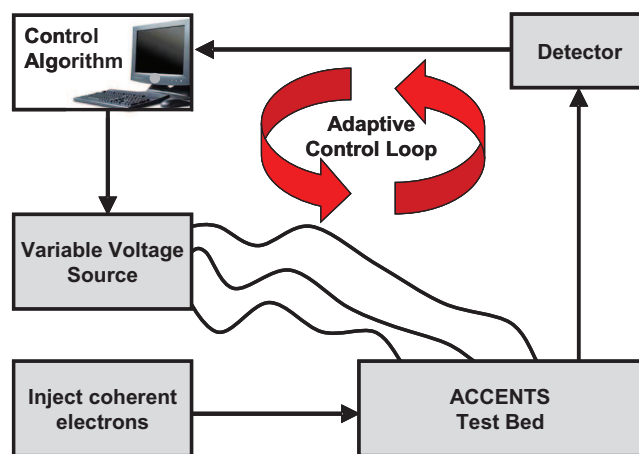 Control
Algorithm
Detector
Adaptive
Control Loop
Variable Voltage
Source
Inject coherent
electrons
ACCENTS
Test Bed